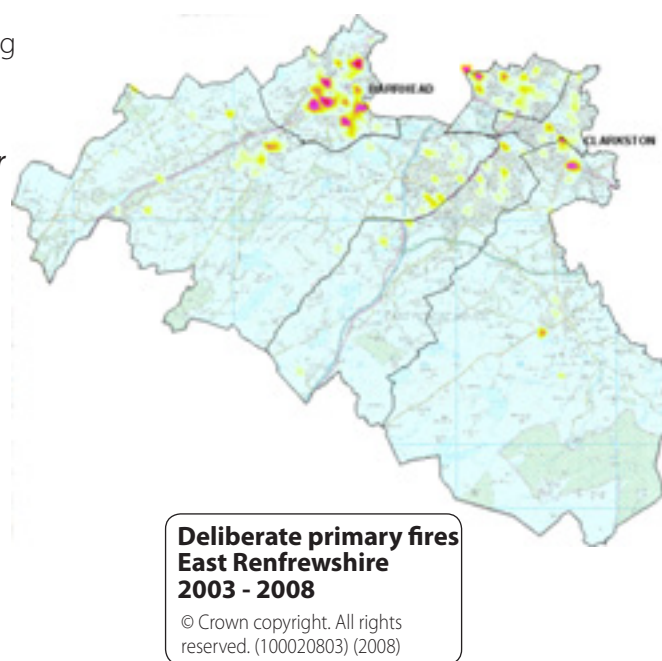 g
r
BARRHEAD
CLARKSTON
Deliberate primary fires
East Renfrewshire
2003 - 2008
© Crown copyright. All rights
reserved. (100020803) (2008)